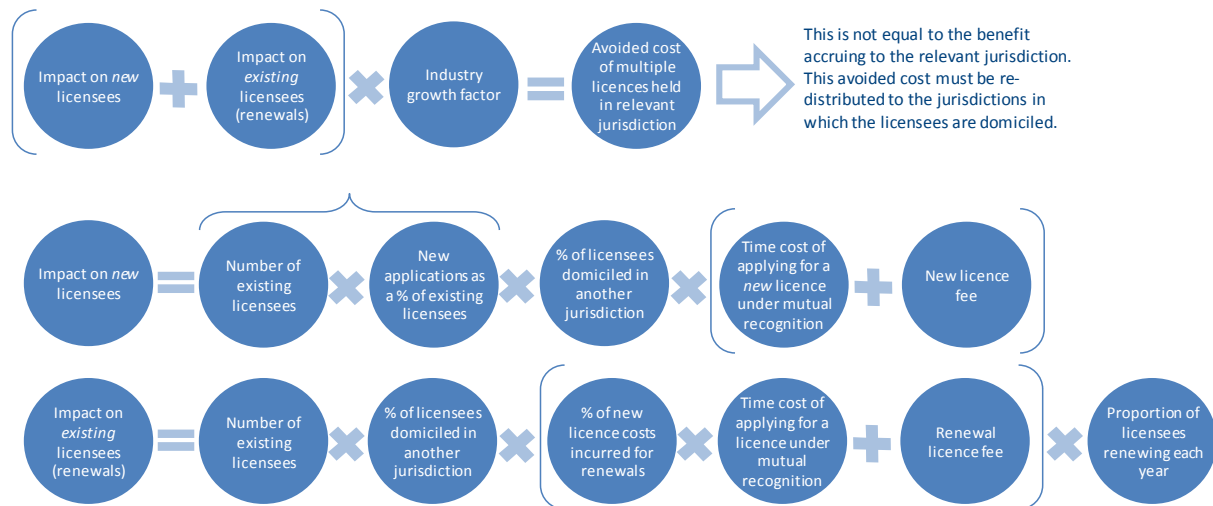 Impact on new
licensees
Impact on
existing
licensees
(renewals)
Industry
growth factor
Avoided cost
of multiple
licences held
in relevant
jurisdiction
This is not equal to the benefit
accruing to the relevant jurisdiction.
This avoided cost must be re-
distributed to the jurisdictions in
which the licensees are domiciled.
Impact on new
licensees
Number of
existing
licensees
New
applications as
a % of existing
licensees
% of licensees
domiciled in
another
jurisdiction
Time cost of
applying for a
new licence
under mutual
recognition
New licence
fee
Impact on
existing
licensees
(renewals)
Number of
existing
licensees
% of licensees
domiciled in
another
jurisdiction
% of new
licence costs
incurred for
renewals
Time cost of
applying for a
licence under
mutual
recognition
Renewal
licence fee
Proportion of
licensees
renewing each
year